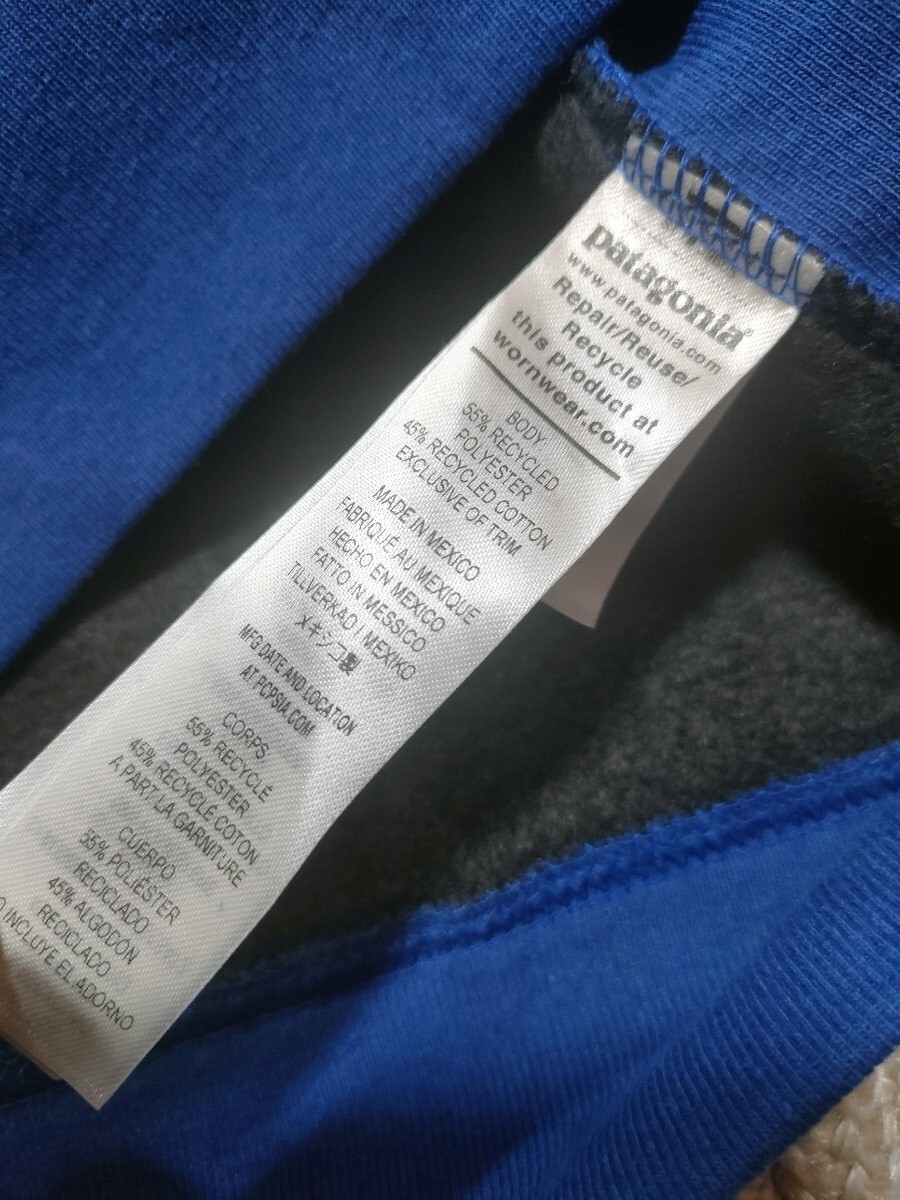 patagonia®
www.patagonia.com
Repair/Reuse/
Recycle
this product at
wornwear.com
BODY
55% RECYCLED
POLYESTER
45% RECYCLED COTTON
EXCLUSIVE OF TRIM
MADE IN MEXICO
FABRIQUÉ AU MEXIQUE
HECHO EN MEXICO
FATTO IN MESSICO
TILLVERKAD I MEXIKO
メキシコ製
MFG DATE AND LOCATION
AT PCPSIA.COM
CORPS
55% RECYCLÉ
POLYESTER
45% RECYCLÉ COTON
À PART LA GARNITURE
CUERPO
55% POLIÉSTER
RECICLADO
45% ALGODÓN
RECICLADO
INCLUYE EL ADORNO